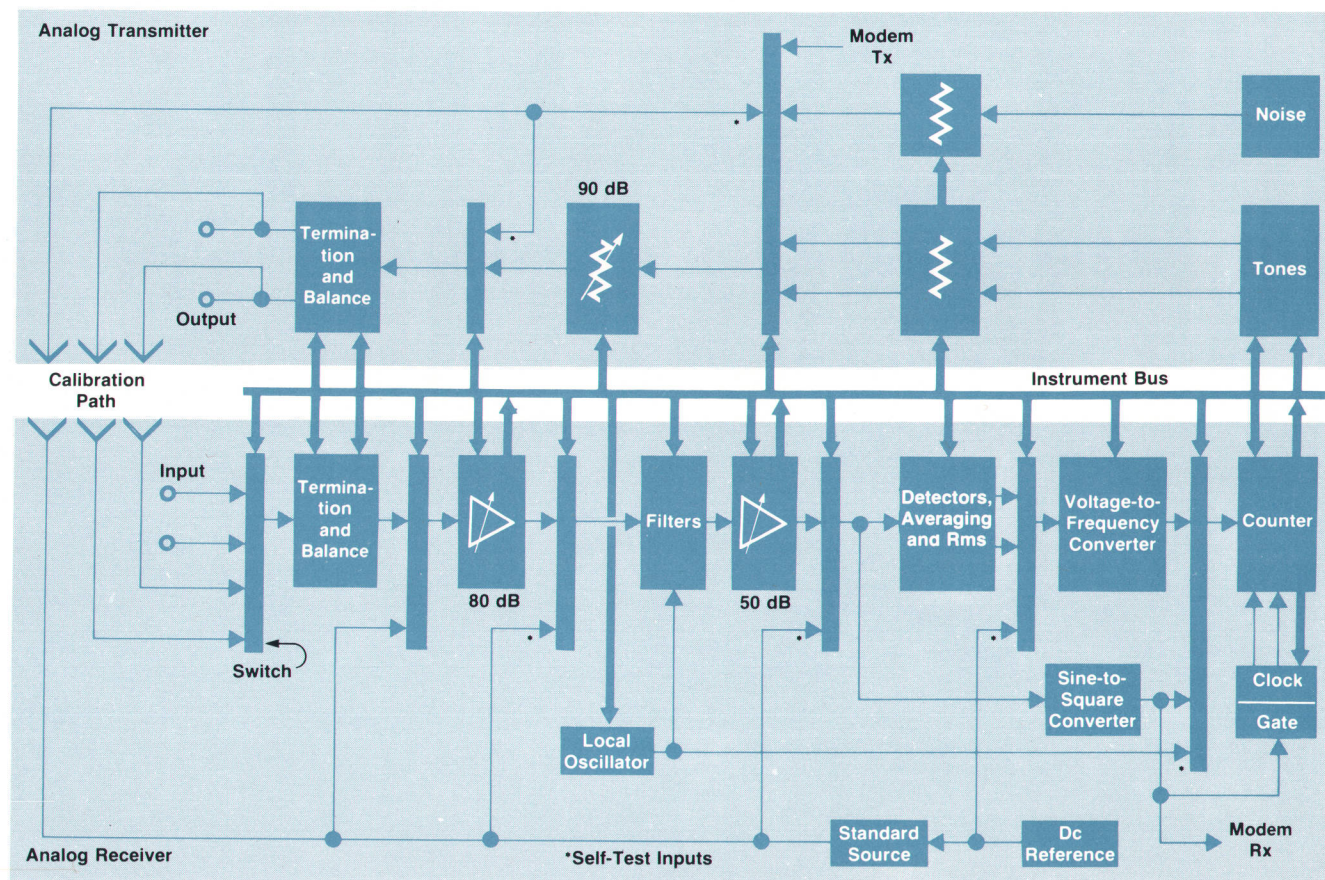 Analog Transmitter
Modem
Tx
Noise
90 dB
Termina-
tion
and
Balance
Tones
Output
Calibration
Path
Instrument Bus
Input
Termina-
tion
and
Balance
80 dB
Filters
50 dB
Detectors,
Averaging
and Rms
Voltage-to-
Frequency
Converter
Counter
Switch
Local
Oscillator
Sine-to-
Square
Converter
Clock
Gate
Analog Receiver
*Self-Test Inputs
Standard
Source
Dc
Reference
Modem
Rx